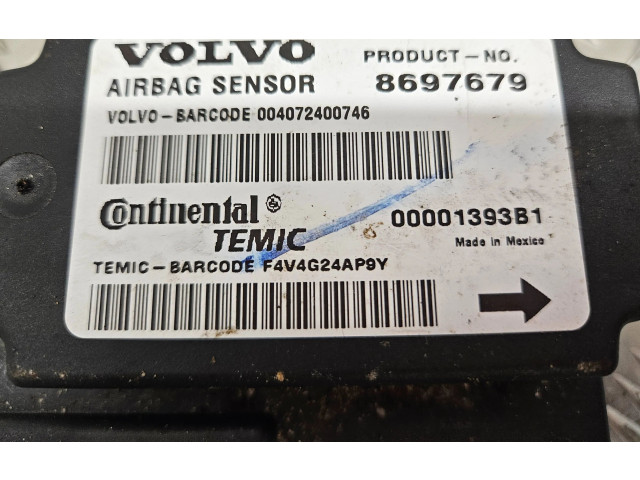 VOLVO PRODUCT-NO.
AIRBAG SENSOR 8697679
VOLVO-BARCODE 004072400746
Continental 00001393B1
TEMIC Made in Mexico
TEMIC-BARCODE F4V4G24AP9Y